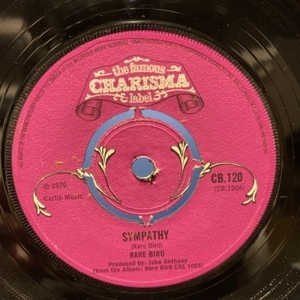 the famous
CHARISMA
label
℗ 1970
Carlin Music
CB.120
(CB.120A)
SYMPATHY
(Rare Bird)
RARE BIRD
Produced by: John Anthony
(from the Album: Rare Bird CAS 1005)